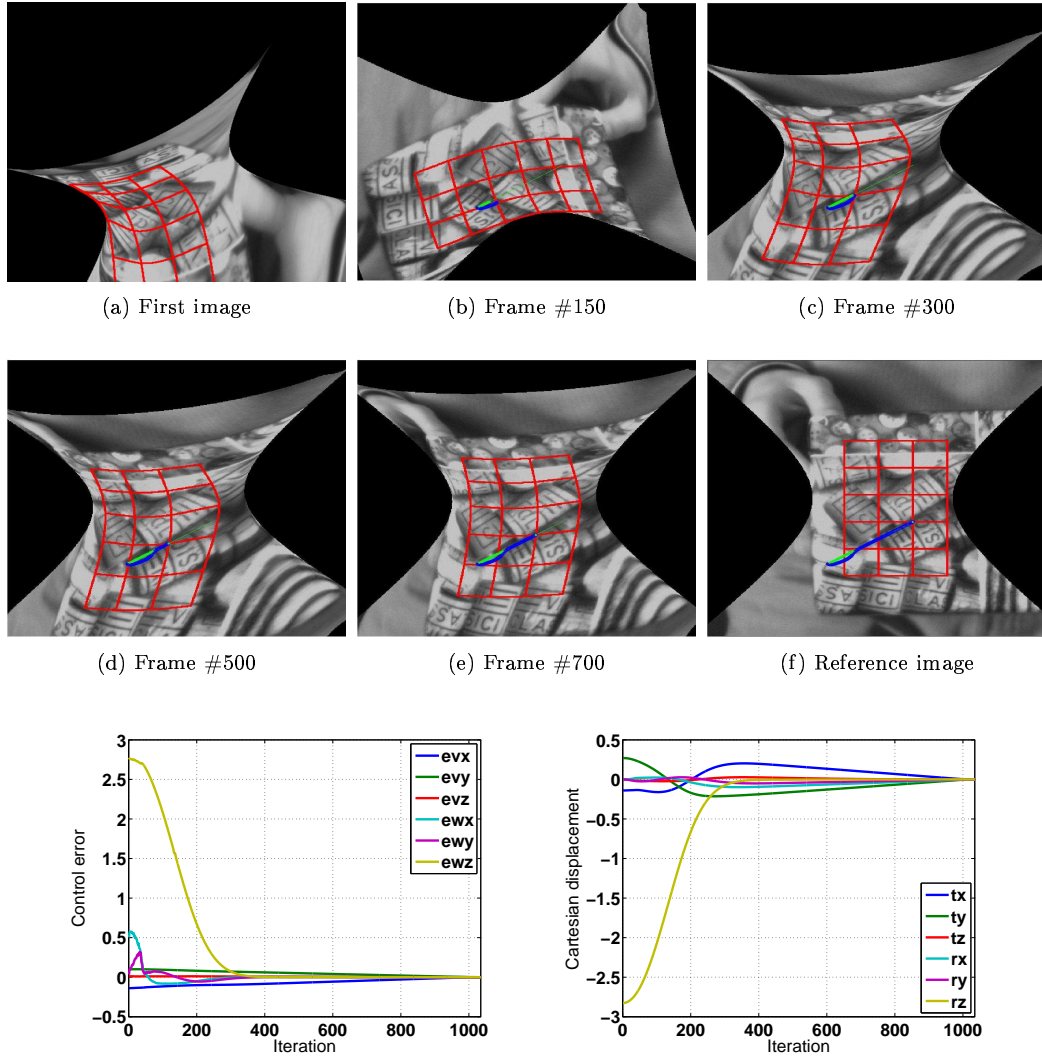 (a) First image
(b) Frame #150
(c) Frame #300
(d) Frame #500
(e) Frame #700
(f) Reference image
3
2.5
2
1.5
1
0.5
0
−0.5
Control error
0 200 400 600 800 1000
Iteration
evx
evy
evz
ewx
ewy
ewz
0.5
0
−0.5
−1
−1.5
−2
−2.5
−3
Cartesian displacement
0 200 400 600 800 1000
Iteration
tx
ty
tz
rx
ry
rz